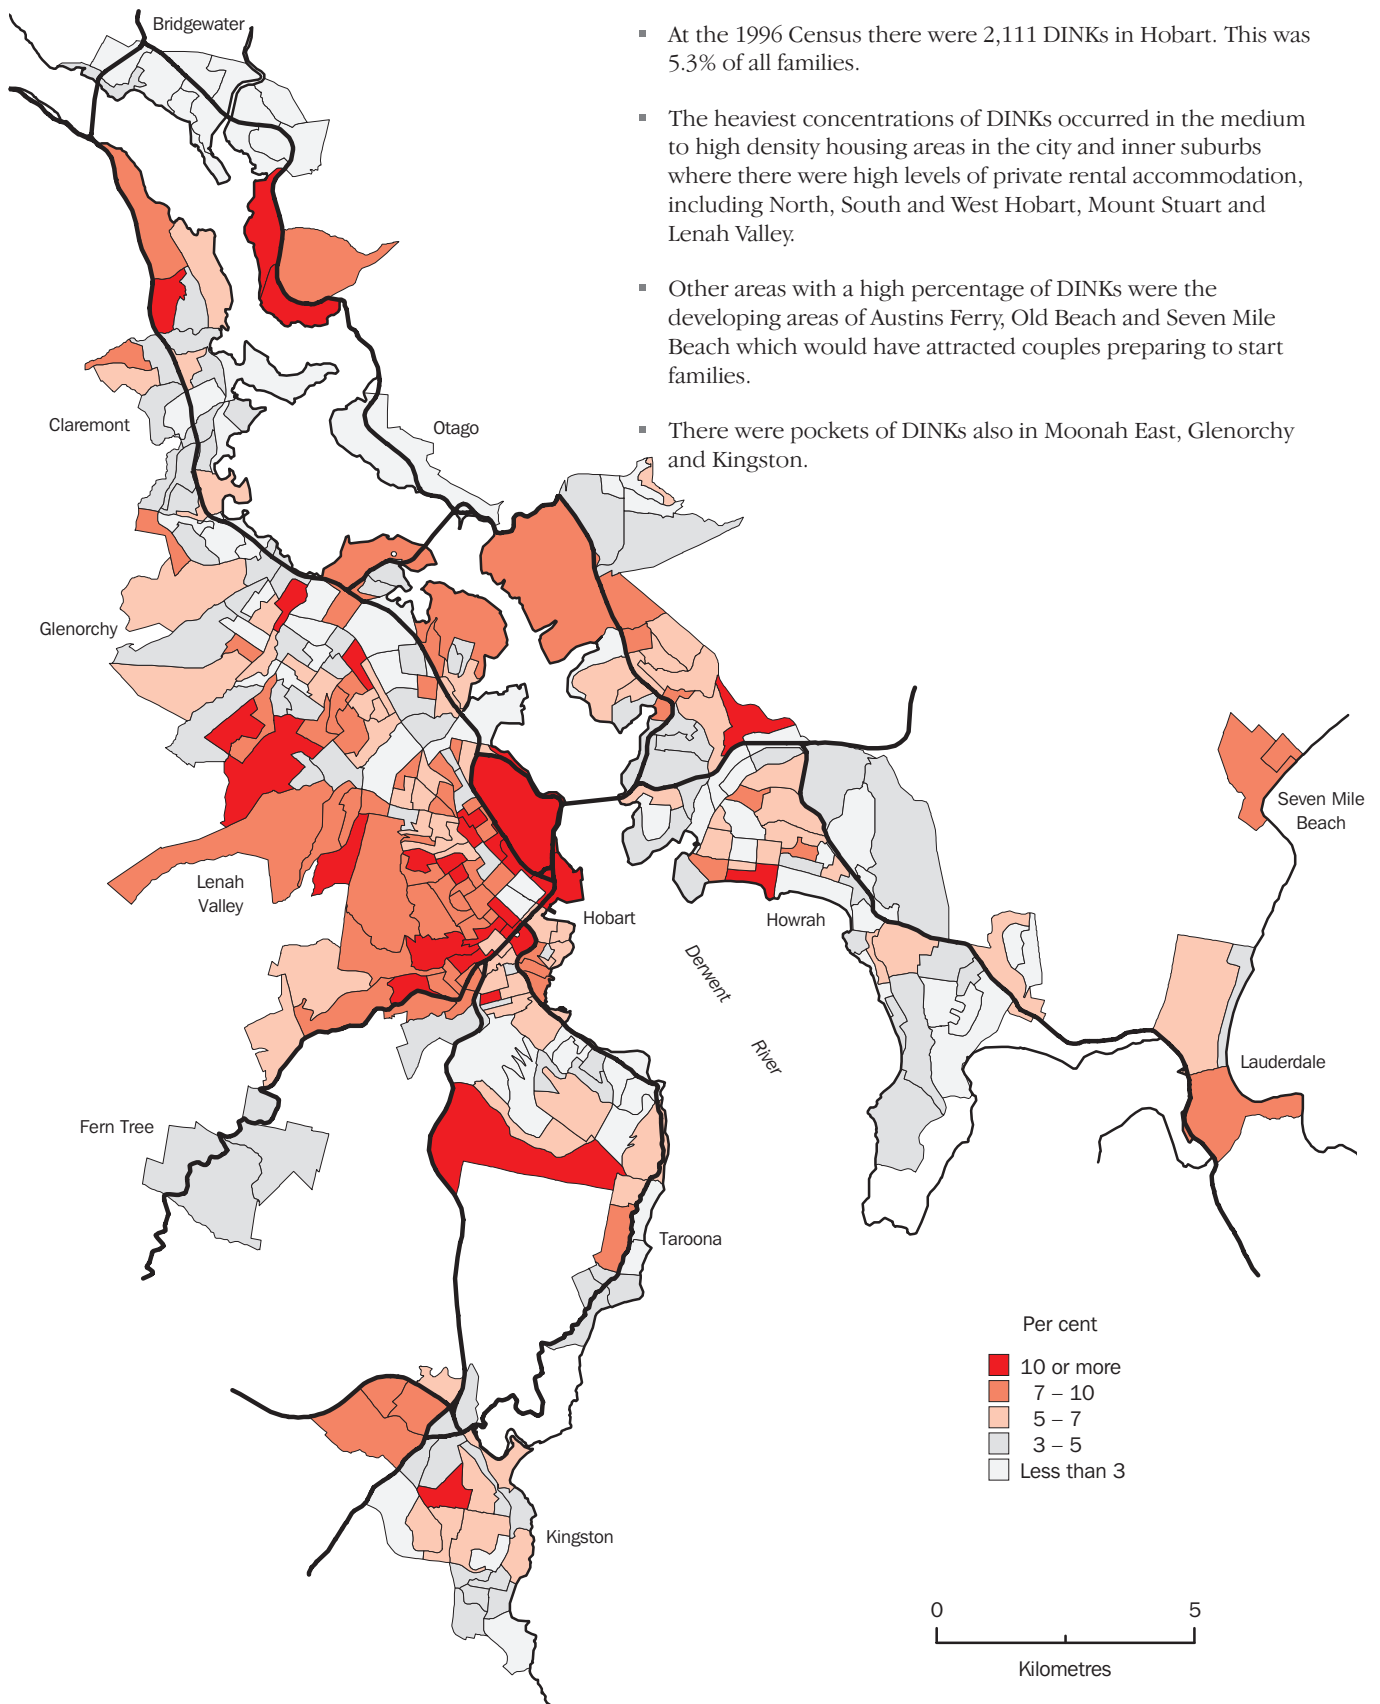 Bridgewater
▪ At the 1996 Census there were 2,111 DINKs in Hobart. This was
5.3% of all families.
▪ The heaviest concentrations of DINKs occurred in the medium
to high density housing areas in the city and inner suburbs
where there were high levels of private rental accommodation,
including North, South and West Hobart, Mount Stuart and
Lenah Valley.
▪ Other areas with a high percentage of DINKs were the
developing areas of Austins Ferry, Old Beach and Seven Mile
Beach which would have attracted couples preparing to start
families.
▪ There were pockets of DINKs also in Moonah East, Glenorchy
and Kingston.
Claremont
Otago
Glenorchy
Seven Mile
Beach
Lenah
Valley
Hobart
Howrah
Derwent
River
Lauderdale
Fern Tree
Taroona
Per cent
10 or more
7 – 10
5 – 7
3 – 5
Less than 3
Kingston
0 5
Kilometres